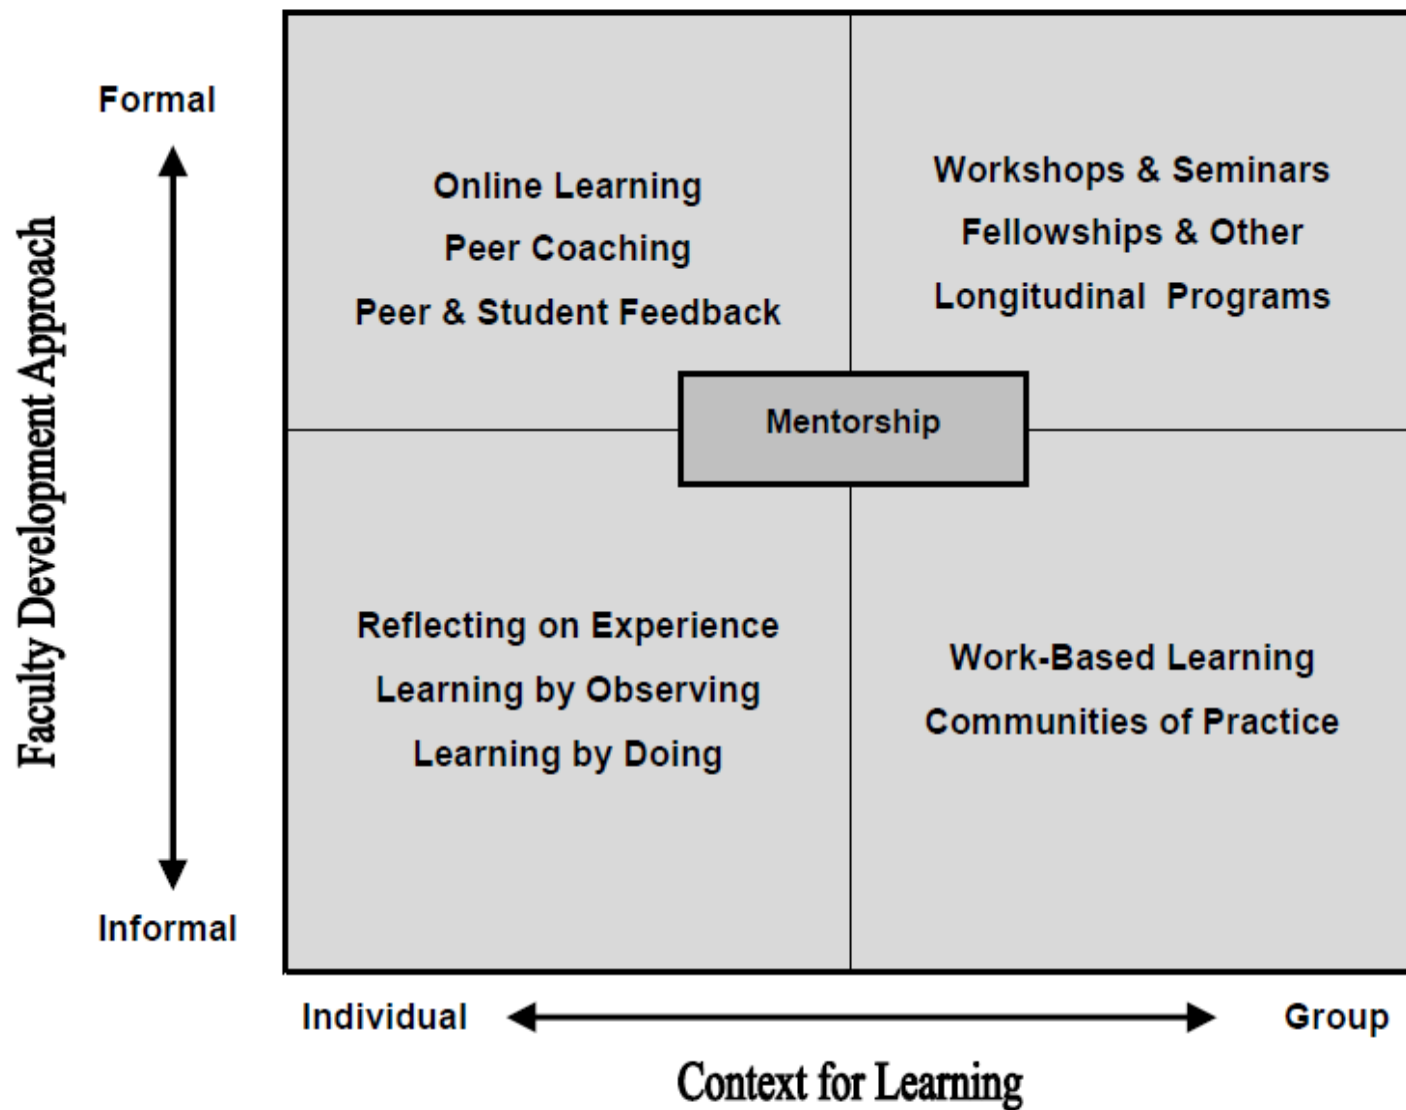 Formal
Online Learning
Peer Coaching
Peer & Student Feedback
Workshops & Seminars
Fellowships & Other
Longitudinal Programs
Faculty Development Approach
Mentorship
Reflecting on Experience
Learning by Observing
Learning by Doing
Work-Based Learning
Communities of Practice
Informal
Individual
Group
Context for Learning